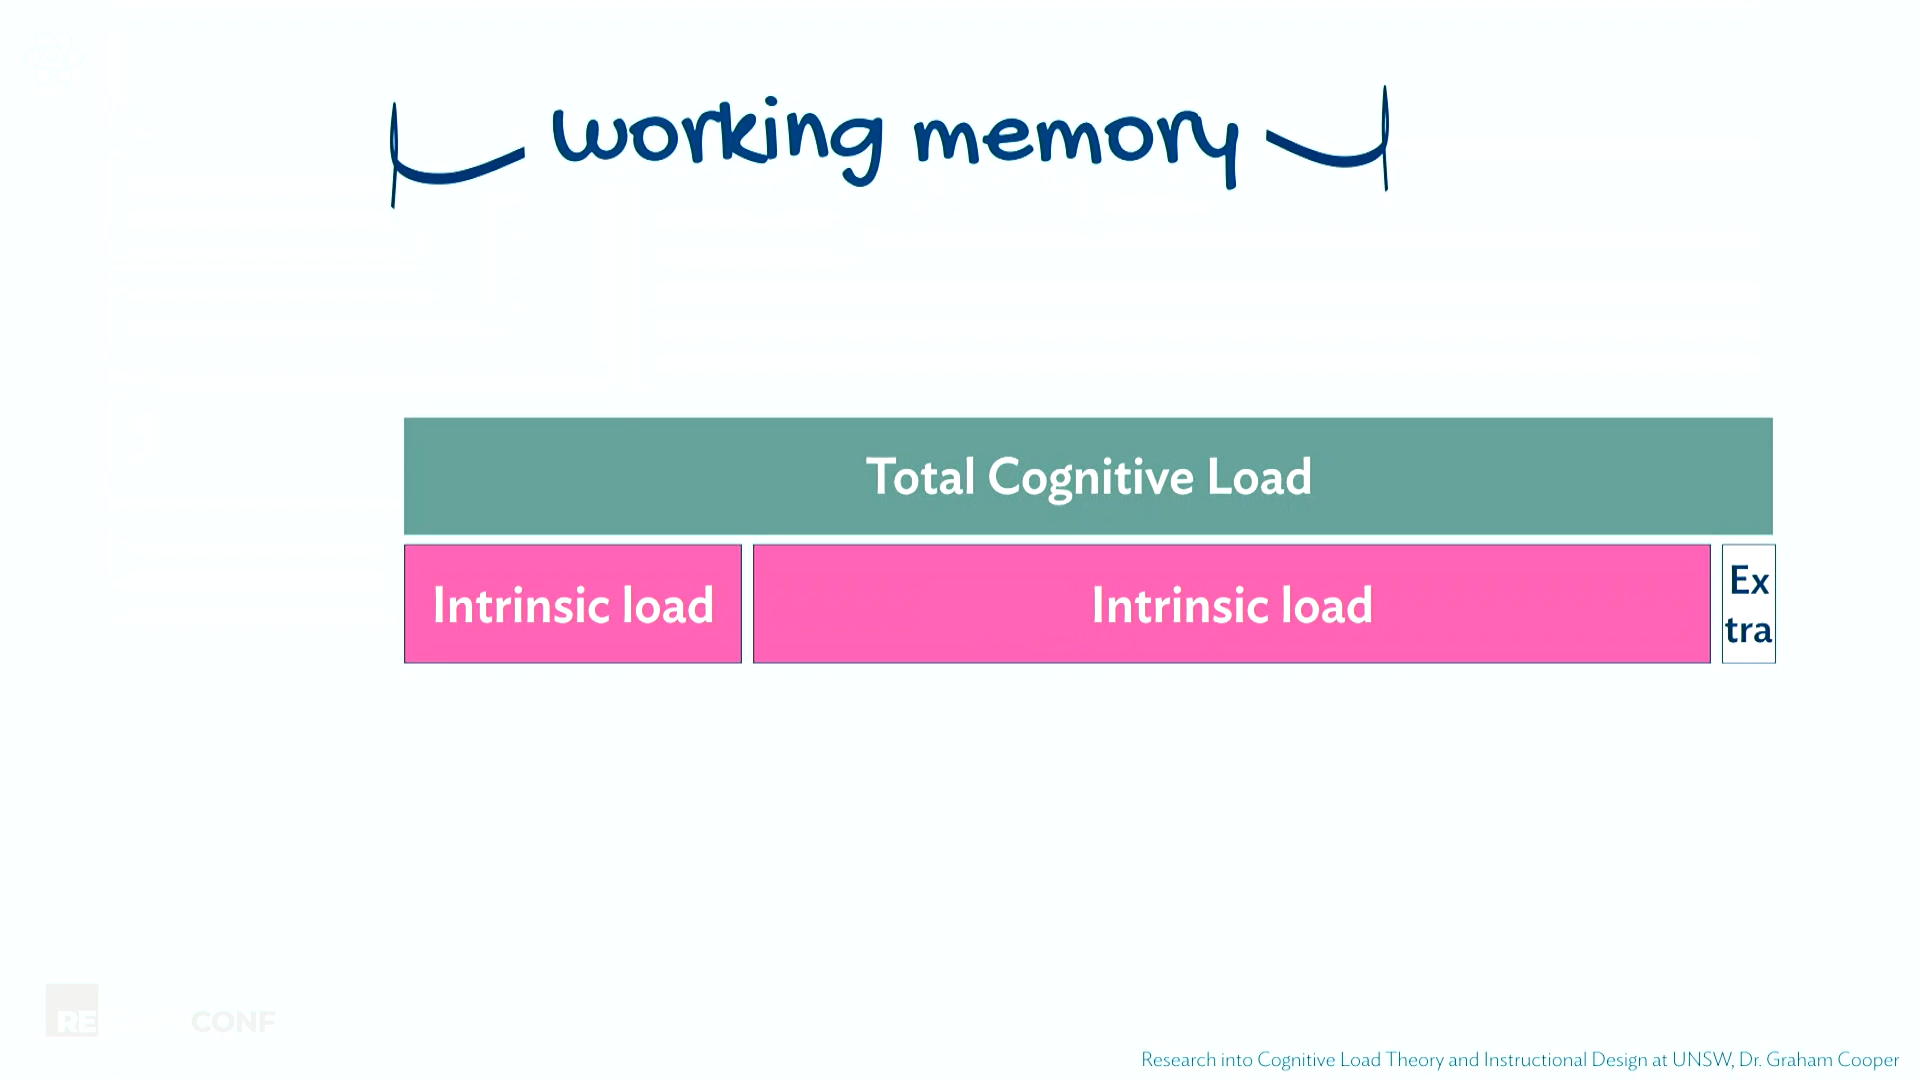 working memory
Total Cognitive Load
Intrinsic load
Intrinsic load
Ex
tra
RE
CONF
Research into Cognitive Load Theory and Instructional Design at UNSW, Dr. Graham Cooper